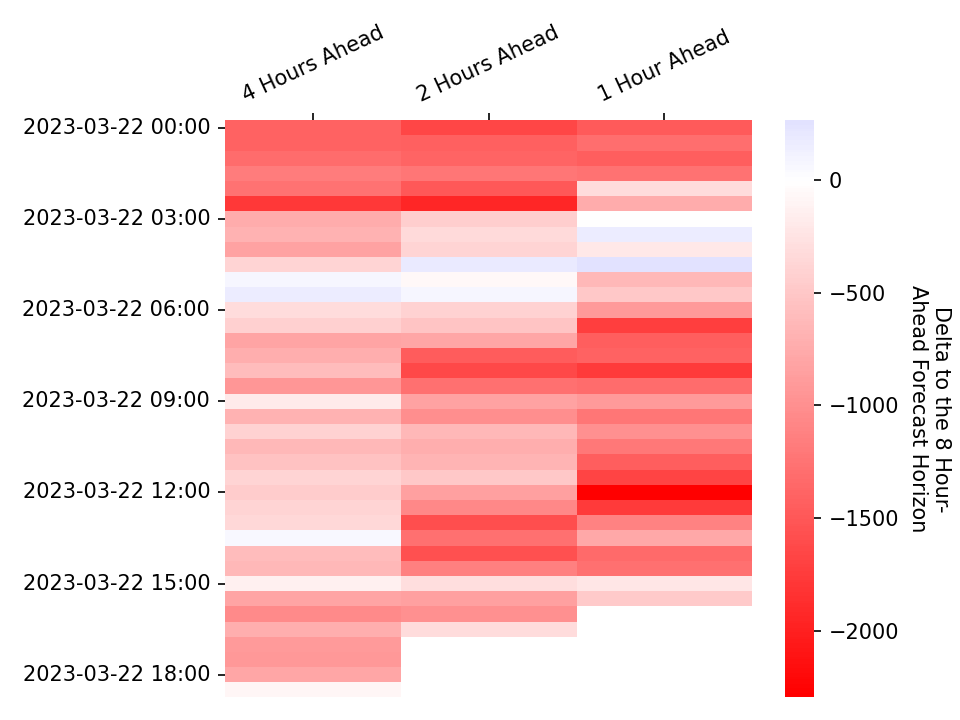 4 Hours Ahead
2 Hours Ahead
1 Hour Ahead
2023-03-22 00:00
2023-03-22 03:00
2023-03-22 06:00
2023-03-22 09:00
2023-03-22 12:00
2023-03-22 15:00
2023-03-22 18:00
0
−500
−1000
−1500
−2000
Delta to the 8 Hour-
Ahead Forecast Horizon